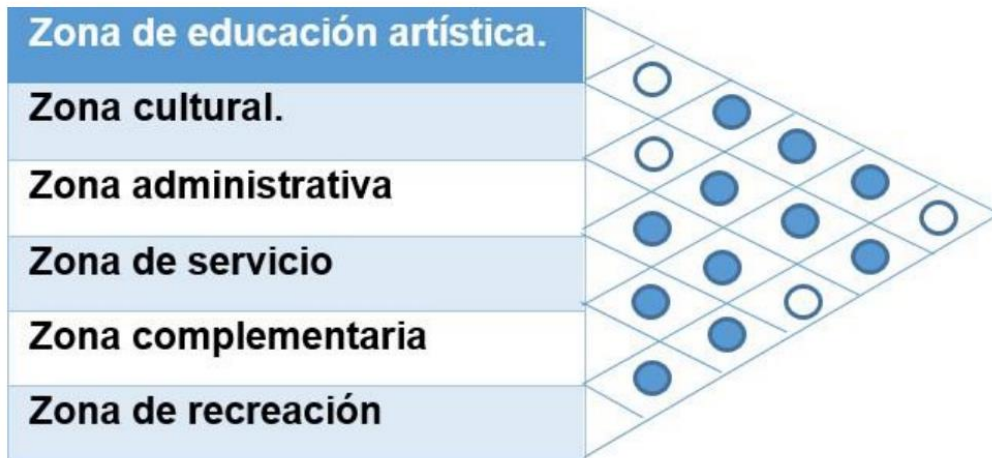 Zona de educación artística.
Zona cultural.
Zona administrativa
Zona de servicio
Zona complementaria
Zona de recreación